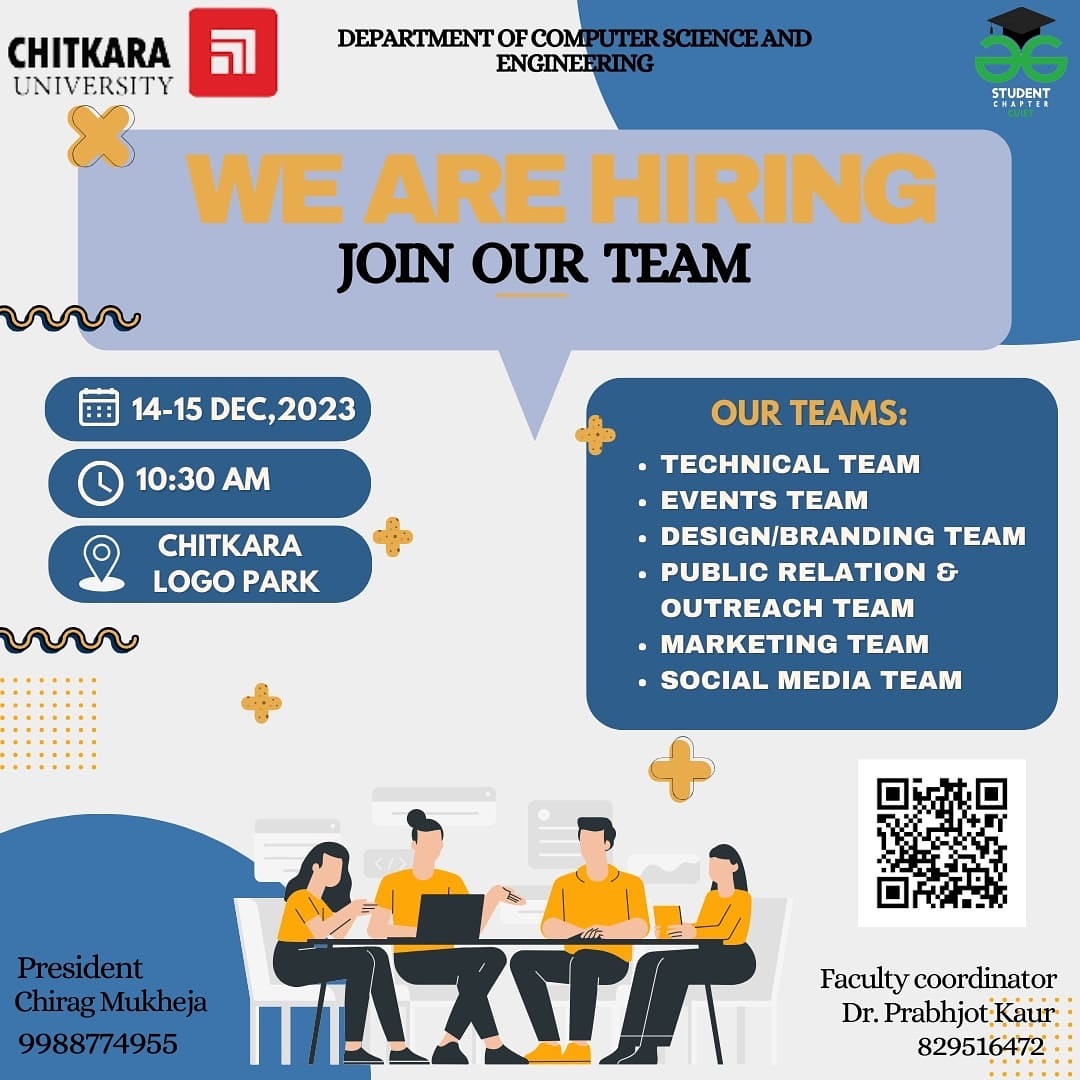 CHITKARA
UNIVERSITY
DEPARTMENT OF COMPUTER SCIENCE AND
ENGINEERING
STUDENT
CHAPTER
CUIET
WE ARE HIRING
JOIN OUR TEAM
14-15 DEC,2023
10:30 AM
CHITKARA
LOGO PARK
OUR TEAMS:
• TECHNICAL TEAM
• EVENTS TEAM
• DESIGN/BRANDING TEAM
• PUBLIC RELATION &
OUTREACH TEAM
• MARKETING TEAM
• SOCIAL MEDIA TEAM
</>
President
Chirag Mukheja
9988774955
Faculty coordinator
Dr. Prabhjot Kaur
829516472